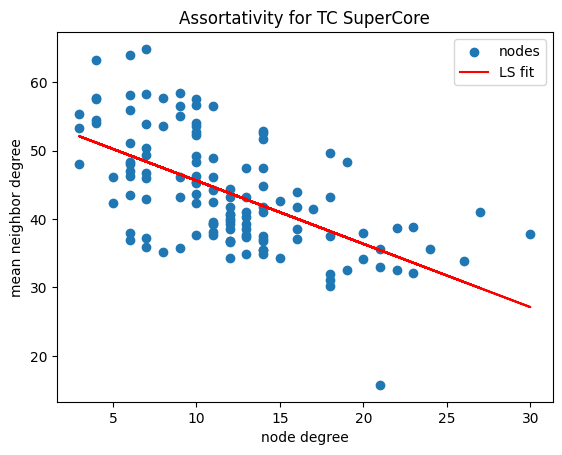 Assortativity for TC SuperCore
nodes
LS fit
mean neighbor degree
60
50
40
30
20
5 10 15 20 25 30
node degree